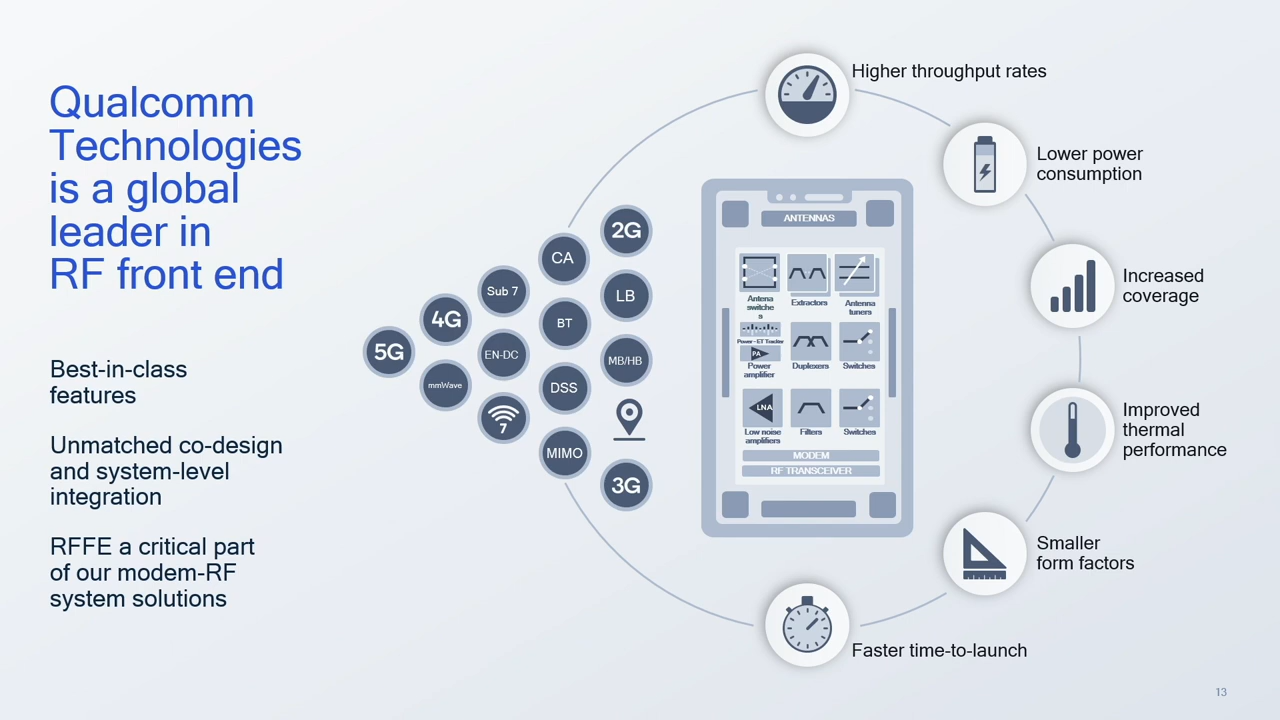 Qualcomm
Technologies
is a global
leader in
RF front end
Best-in-class
features
Unmatched co-design
and system-level
integration
RFFE a critical part
of our modem-RF
system solutions
5G
4G
mmWave
Sub 7
EN-DC
7
CA
BT
DSS
MIMO
2G
LB
MB/HB
3G
ANTENNAS
Antena
switche
s
Extractors
Antenna
tuners
Power - ET Tracker
PA
Power
amplifier
Duplexers
Switches
LNA
Low noise
amplifiers
Filters
Switches
MODEM
RF TRANSCEIVER
Higher throughput rates
Lower power
consumption
Increased
coverage
Improved
thermal
performance
Smaller
form factors
Faster time-to-launch
13